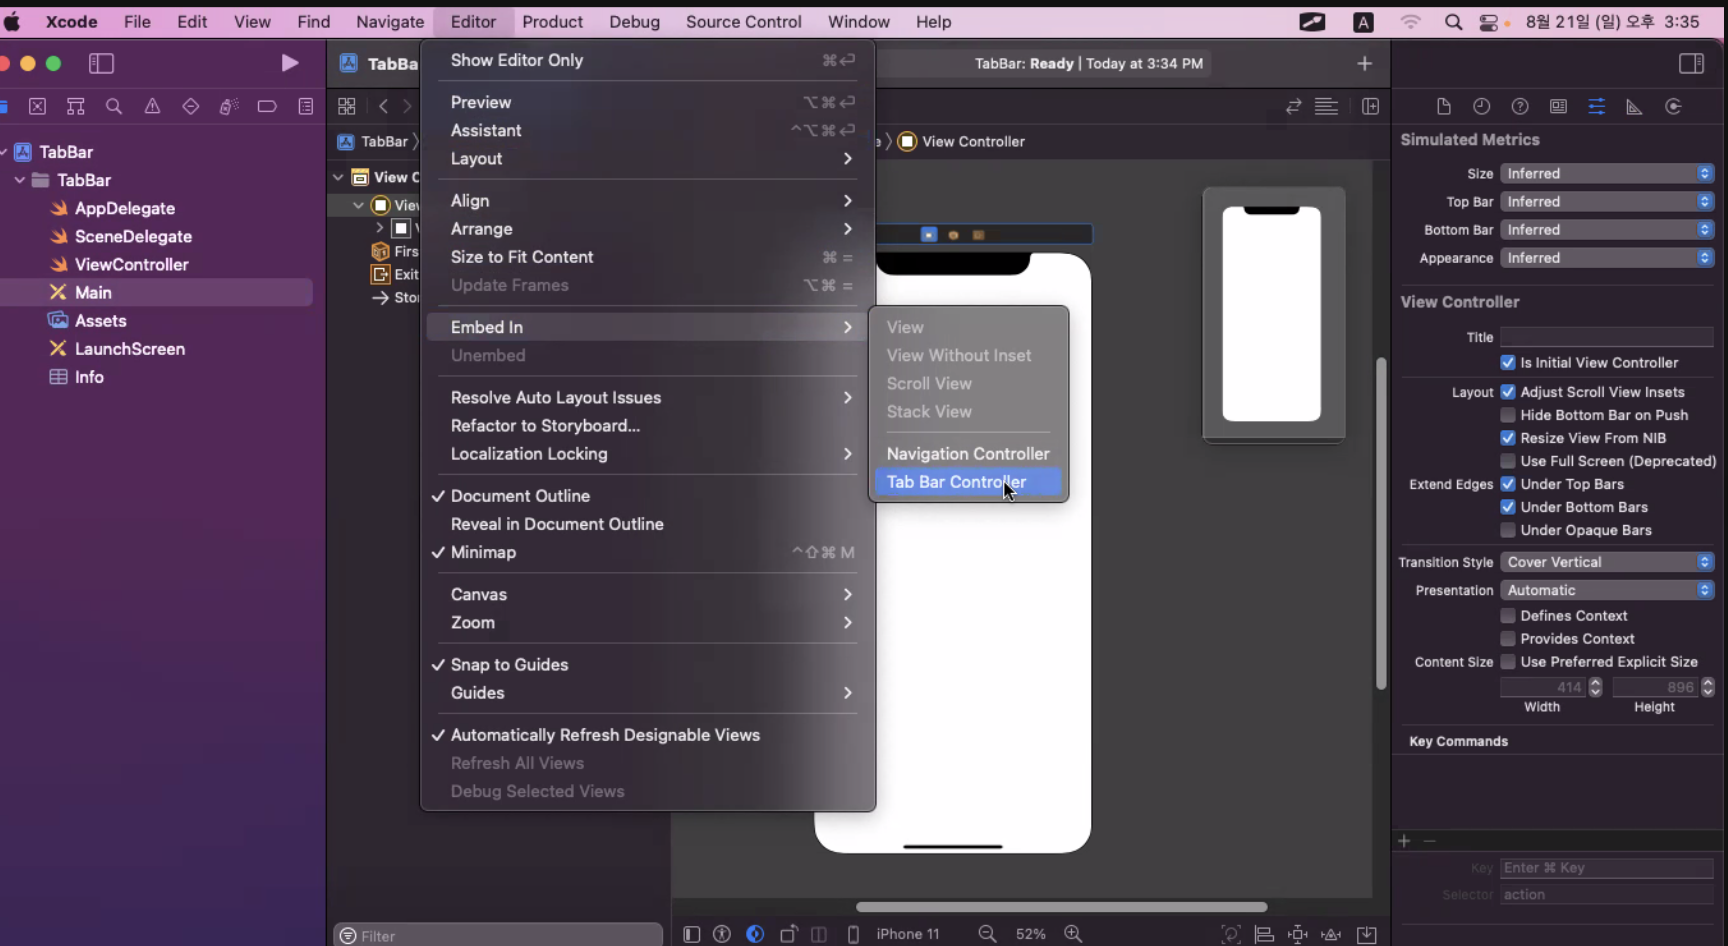 Xcode File Edit View Find Navigate Editor Product Debug Source Control Window Help A 8월 21일 (일) 오후 3:35
TabBa
TabBar: Ready | Today at 3:34 PM
TabBar
View Controller
TabBar
TabBar
AppDelegate
SceneDelegate
ViewController
Main
Assets
LaunchScreen
Info
View C
View
Firs
Exit
Stor
Filter
Show Editor Only ⌘↩
Preview ⌥⌘↩
Assistant ^⌥⌘↩
Layout
Align
Arrange
Size to Fit Content ⌘ =
Update Frames ⌥⌘ =
Embed In
Unembed
Resolve Auto Layout Issues
Refactor to Storyboard...
Localization Locking
✓ Document Outline
Reveal in Document Outline
✓ Minimap ^⇧⌘ M
Canvas
Zoom
✓ Snap to Guides
Guides
✓ Automatically Refresh Designable Views
Refresh All Views
Debug Selected Views
View
View Without Inset
Scroll View
Stack View
Navigation Controller
Tab Bar Controller
iPhone 11
52%
Simulated Metrics
Size Inferred
Top Bar Inferred
Bottom Bar Inferred
Appearance Inferred
View Controller
Title
Is Initial View Controller
Layout Adjust Scroll View Insets
Hide Bottom Bar on Push
Resize View From NIB
Use Full Screen (Deprecated)
Extend Edges Under Top Bars
Under Bottom Bars
Under Opaque Bars
Transition Style Cover Vertical
Presentation Automatic
Defines Context
Provides Context
Content Size Use Preferred Explicit Size
414 896
Width Height
Key Commands
Key Enter ⌘ Key
Selector action